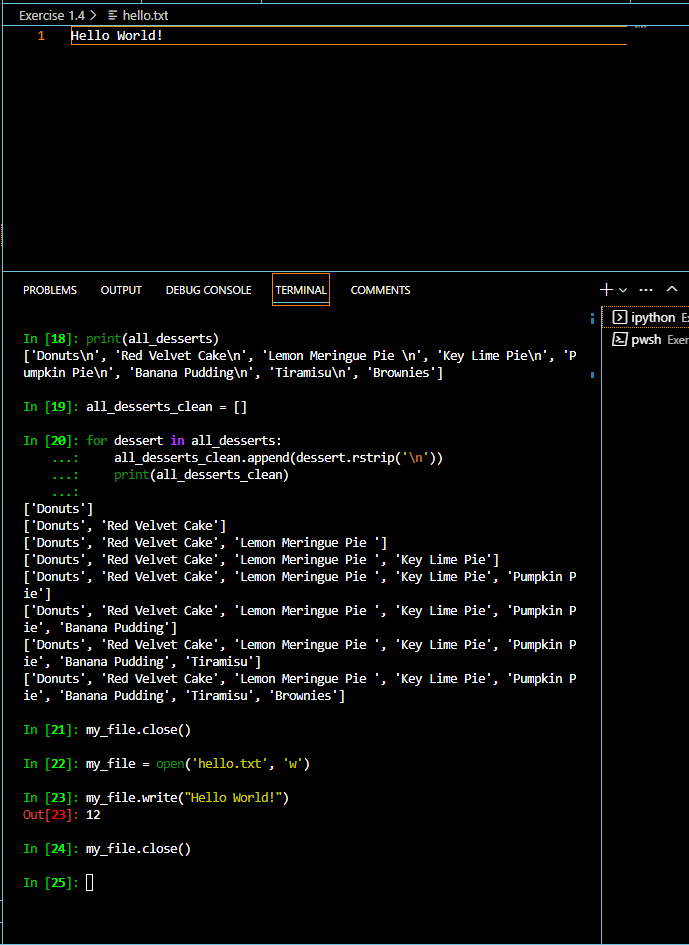 Exercise 1.4 > hello.txt
1 Hello World!
PROBLEMS OUTPUT DEBUG CONSOLE TERMINAL COMMENTS
ipython Ex
pwsh Exer
In [18]: print(all_desserts)
['Donuts\n', 'Red Velvet Cake\n', 'Lemon Meringue Pie \n', 'Key Lime Pie\n', 'P
umpkin Pie\n', 'Banana Pudding\n', 'Tiramisu\n', 'Brownies']
In [19]: all_desserts_clean = []
In [20]: for dessert in all_desserts:
...: all_desserts_clean.append(dessert.rstrip('\n'))
...: print(all_desserts_clean)
...:
['Donuts']
['Donuts', 'Red Velvet Cake']
['Donuts', 'Red Velvet Cake', 'Lemon Meringue Pie ']
['Donuts', 'Red Velvet Cake', 'Lemon Meringue Pie ', 'Key Lime Pie']
['Donuts', 'Red Velvet Cake', 'Lemon Meringue Pie ', 'Key Lime Pie', 'Pumpkin P
ie']
['Donuts', 'Red Velvet Cake', 'Lemon Meringue Pie ', 'Key Lime Pie', 'Pumpkin P
ie', 'Banana Pudding']
['Donuts', 'Red Velvet Cake', 'Lemon Meringue Pie ', 'Key Lime Pie', 'Pumpkin P
ie', 'Banana Pudding', 'Tiramisu']
['Donuts', 'Red Velvet Cake', 'Lemon Meringue Pie ', 'Key Lime Pie', 'Pumpkin P
ie', 'Banana Pudding', 'Tiramisu', 'Brownies']
In [21]: my_file.close()
In [22]: my_file = open('hello.txt', 'w')
In [23]: my_file.write("Hello World!")
Out[23]: 12
In [24]: my_file.close()
In [25]: